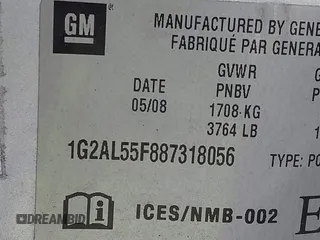 GM
MANUFACTURED BY GENE
FABRIQUÉ PAR GENERA
GVWR
DATE PNBV
05/08 1708-KG
3764 LB
1G2AL55F887318056 TYPE: PC
ICES/NMB-002
DREAMBID